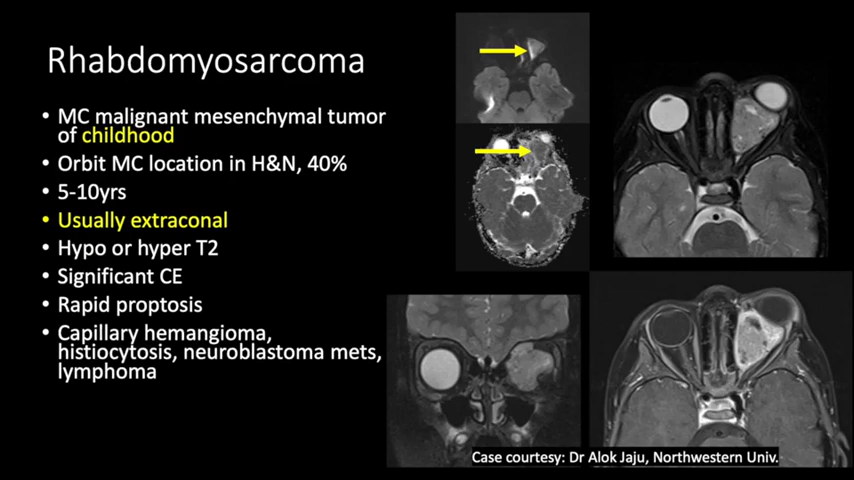 Rhabdomyosarcoma
• MC malignant mesenchymal tumor
of childhood
• Orbit MC location in H&N, 40%
• 5-10yrs
• Usually extraconal
• Hypo or hyper T2
• Significant CE
• Rapid proptosis
• Capillary hemangioma,
histiocytosis, neuroblastoma mets,
lymphoma
Case courtesy: Dr Alok Jaju, Northwestern Univ.